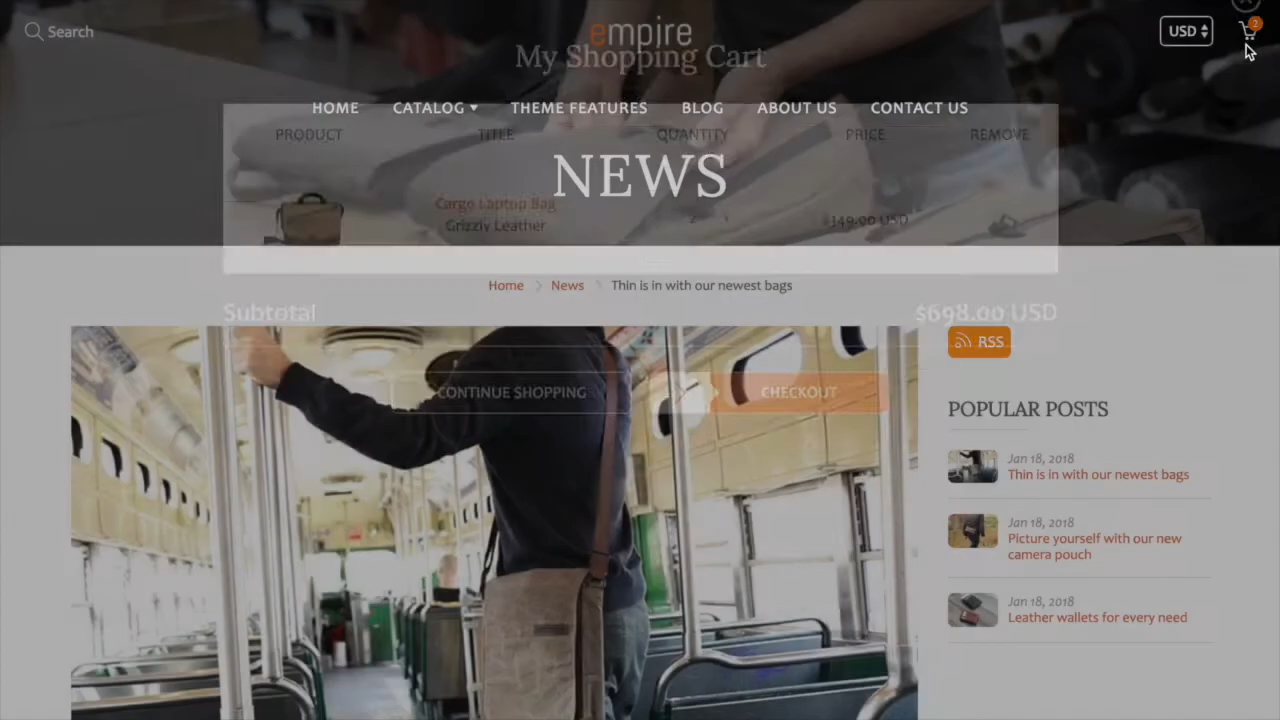 Search
empire
USD
2
My Shopping Cart
HOME CATALOG THEME FEATURES BLOG ABOUT US CONTACT US
PRODUCT TITLE QUANTITY PRICE REMOVE
NEWS
Cargo Laptop Bag
Grizzly Leather
$149.00 USD
Home News Thin is in with our newest bags
Subtotal $698.00 USD
RSS
CONTINUE SHOPPING CHECKOUT
POPULAR POSTS
Jan 18, 2018
Thin is in with our newest bags
Jan 18, 2018
Picture yourself with our new
camera pouch
Jan 18, 2018
Leather wallets for every need